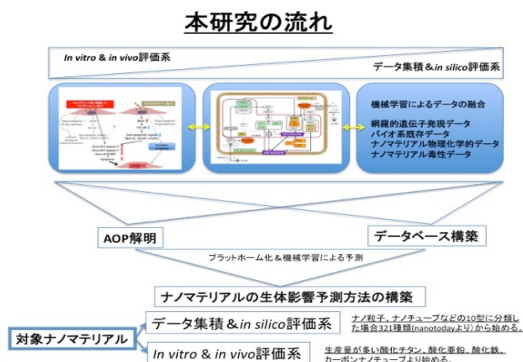 本研究の流れ
In vitro & in vivo評価系
データ集積&in silico評価系
機械学習によるデータの融合
網羅的遺伝子発現データ
バイオ系既存データ
ナノマテリアル物理化学的データ
ナノマテリアル毒性データ
AOP解明
データベース構築
プラットホーム化&機械学習による予測
ナノマテリアルの生体影響予測方法の構築
対象ナノマテリアル
データ集積&in silico評価系
ナノ粒子、ナノチューブなどの10型に分類し
た場合321種類(nanotodayより)から始める。
In vitro & in vivo評価系
生産量が多い酸化チタン、酸化亜鉛、酸化鉄、
カーボンナノチューブより始める。